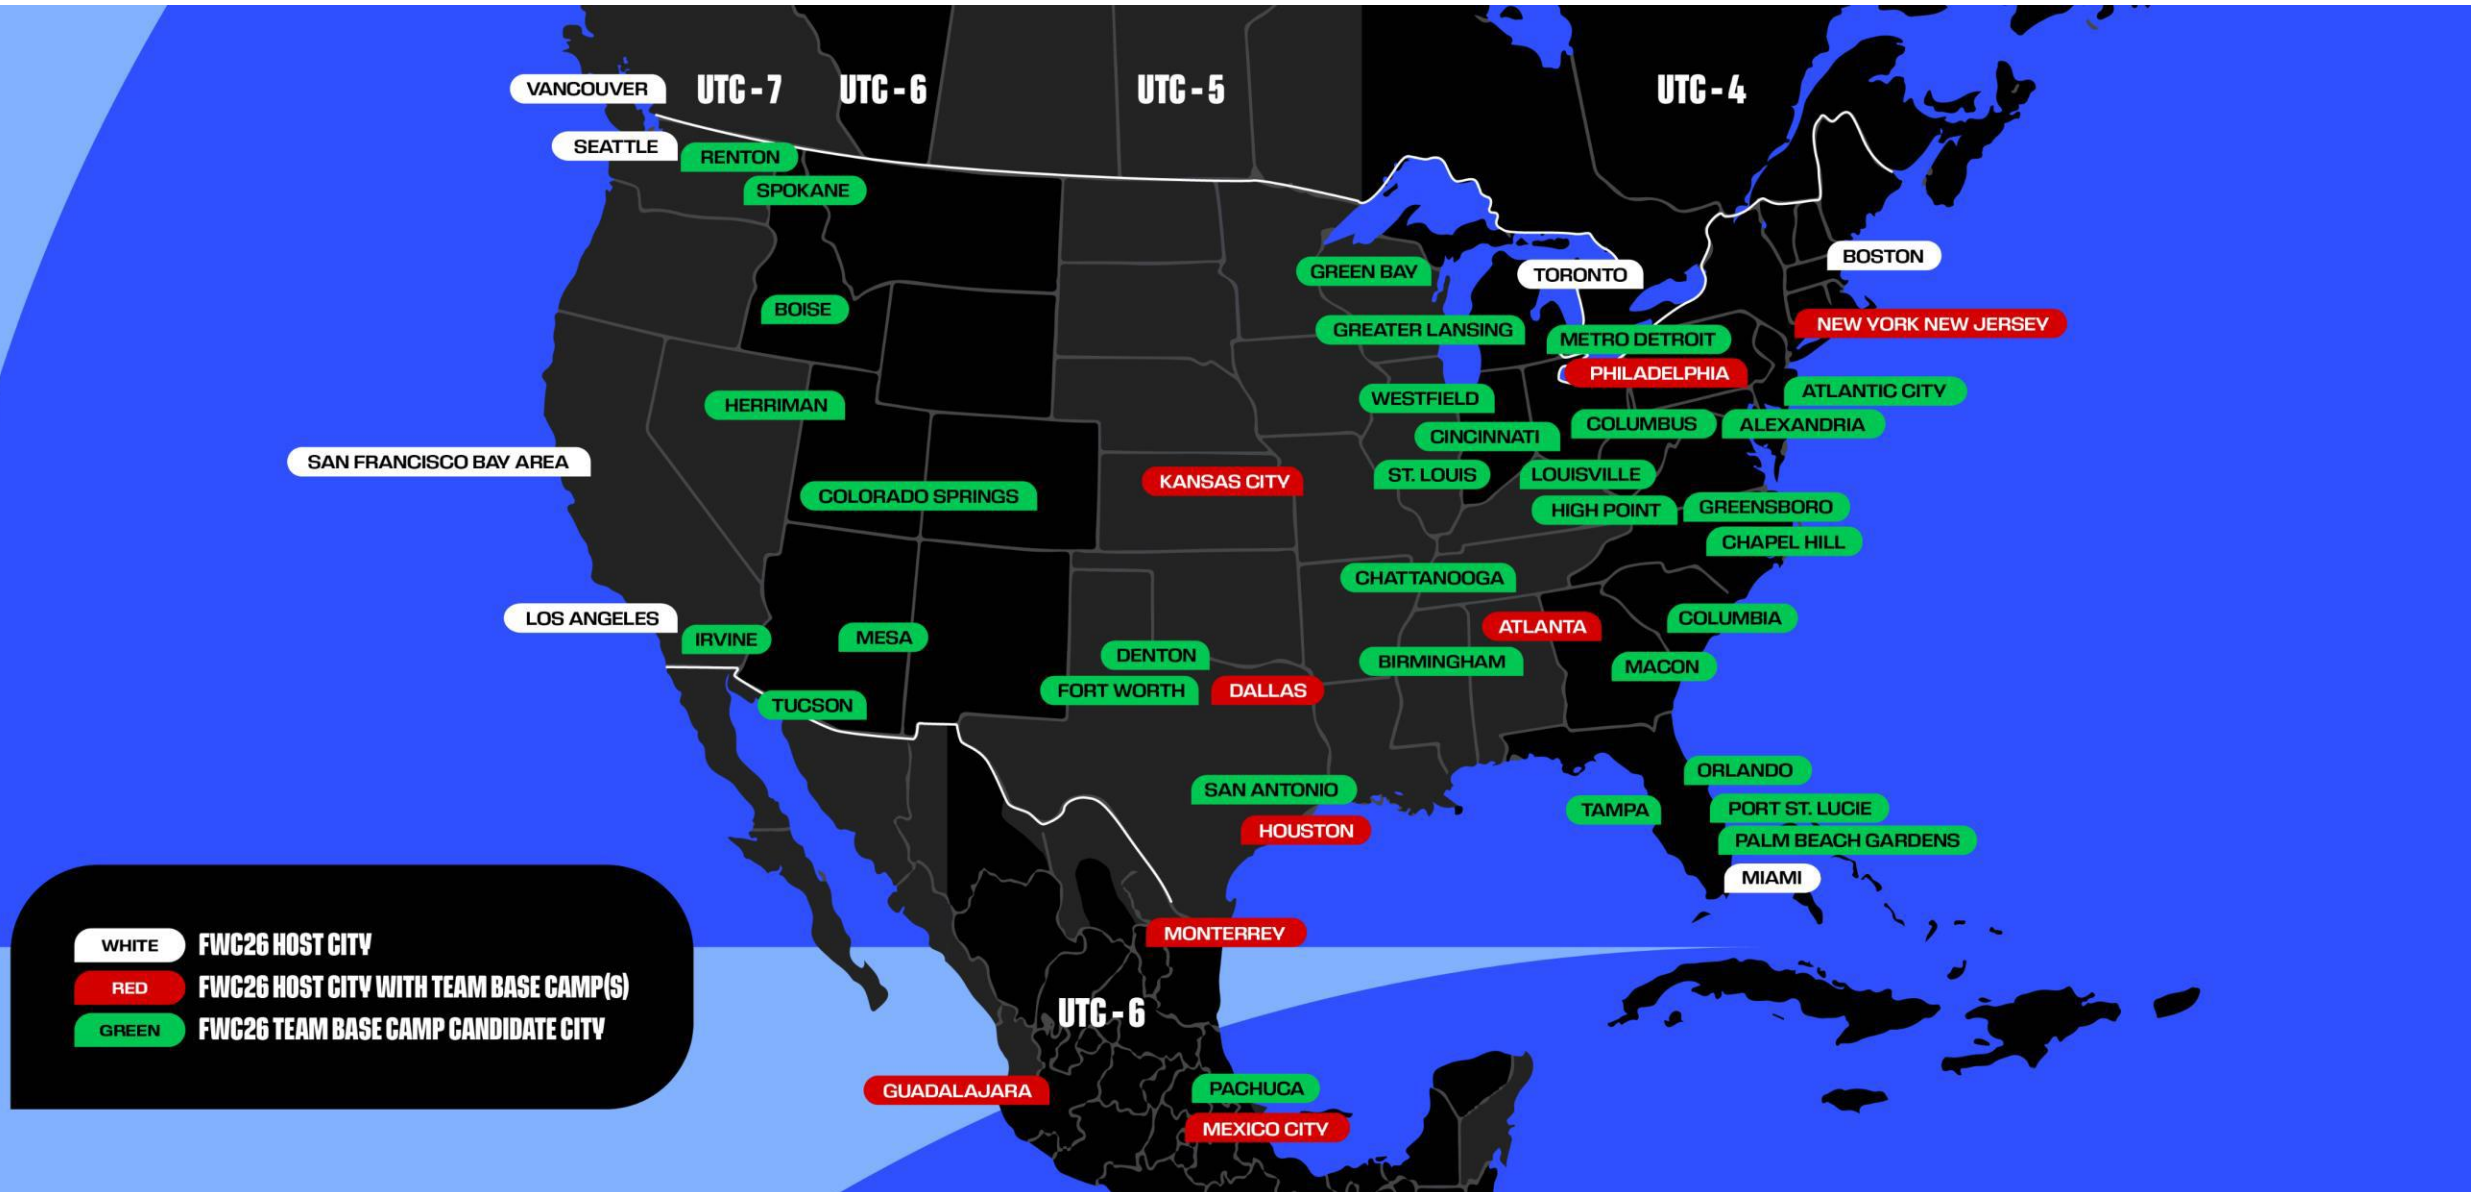 VANCOUVER
UTC - 7
UTC - 6
UTC - 5
UTC - 4
SEATTLE
RENTON
SPOKANE
BOSTON
GREEN BAY
TORONTO
BOISE
GREATER LANSING
METRO DETROIT
NEW YORK NEW JERSEY
PHILADELPHIA
HERRIMAN
WESTFIELD
ATLANTIC CITY
CINCINNATI
COLUMBUS
ALEXANDRIA
SAN FRANCISCO BAY AREA
COLORADO SPRINGS
KANSAS CITY
ST. LOUIS
LOUISVILLE
HIGH POINT
GREENSBORO
CHAPEL HILL
CHATTANOOGA
LOS ANGELES
IRVINE
MESA
ATLANTA
COLUMBIA
DENTON
BIRMINGHAM
MACON
TUCSON
FORT WORTH
DALLAS
SAN ANTONIO
ORLANDO
HOUSTON
TAMPA
PORT ST. LUCIE
PALM BEACH GARDENS
MIAMI
MONTERREY
UTC - 6
GUADALAJARA
PACHUCA
MEXICO CITY
WHITE FWC26 HOST CITY
RED FWC26 HOST CITY WITH TEAM BASE CAMP(S)
GREEN FWC26 TEAM BASE CAMP CANDIDATE CITY